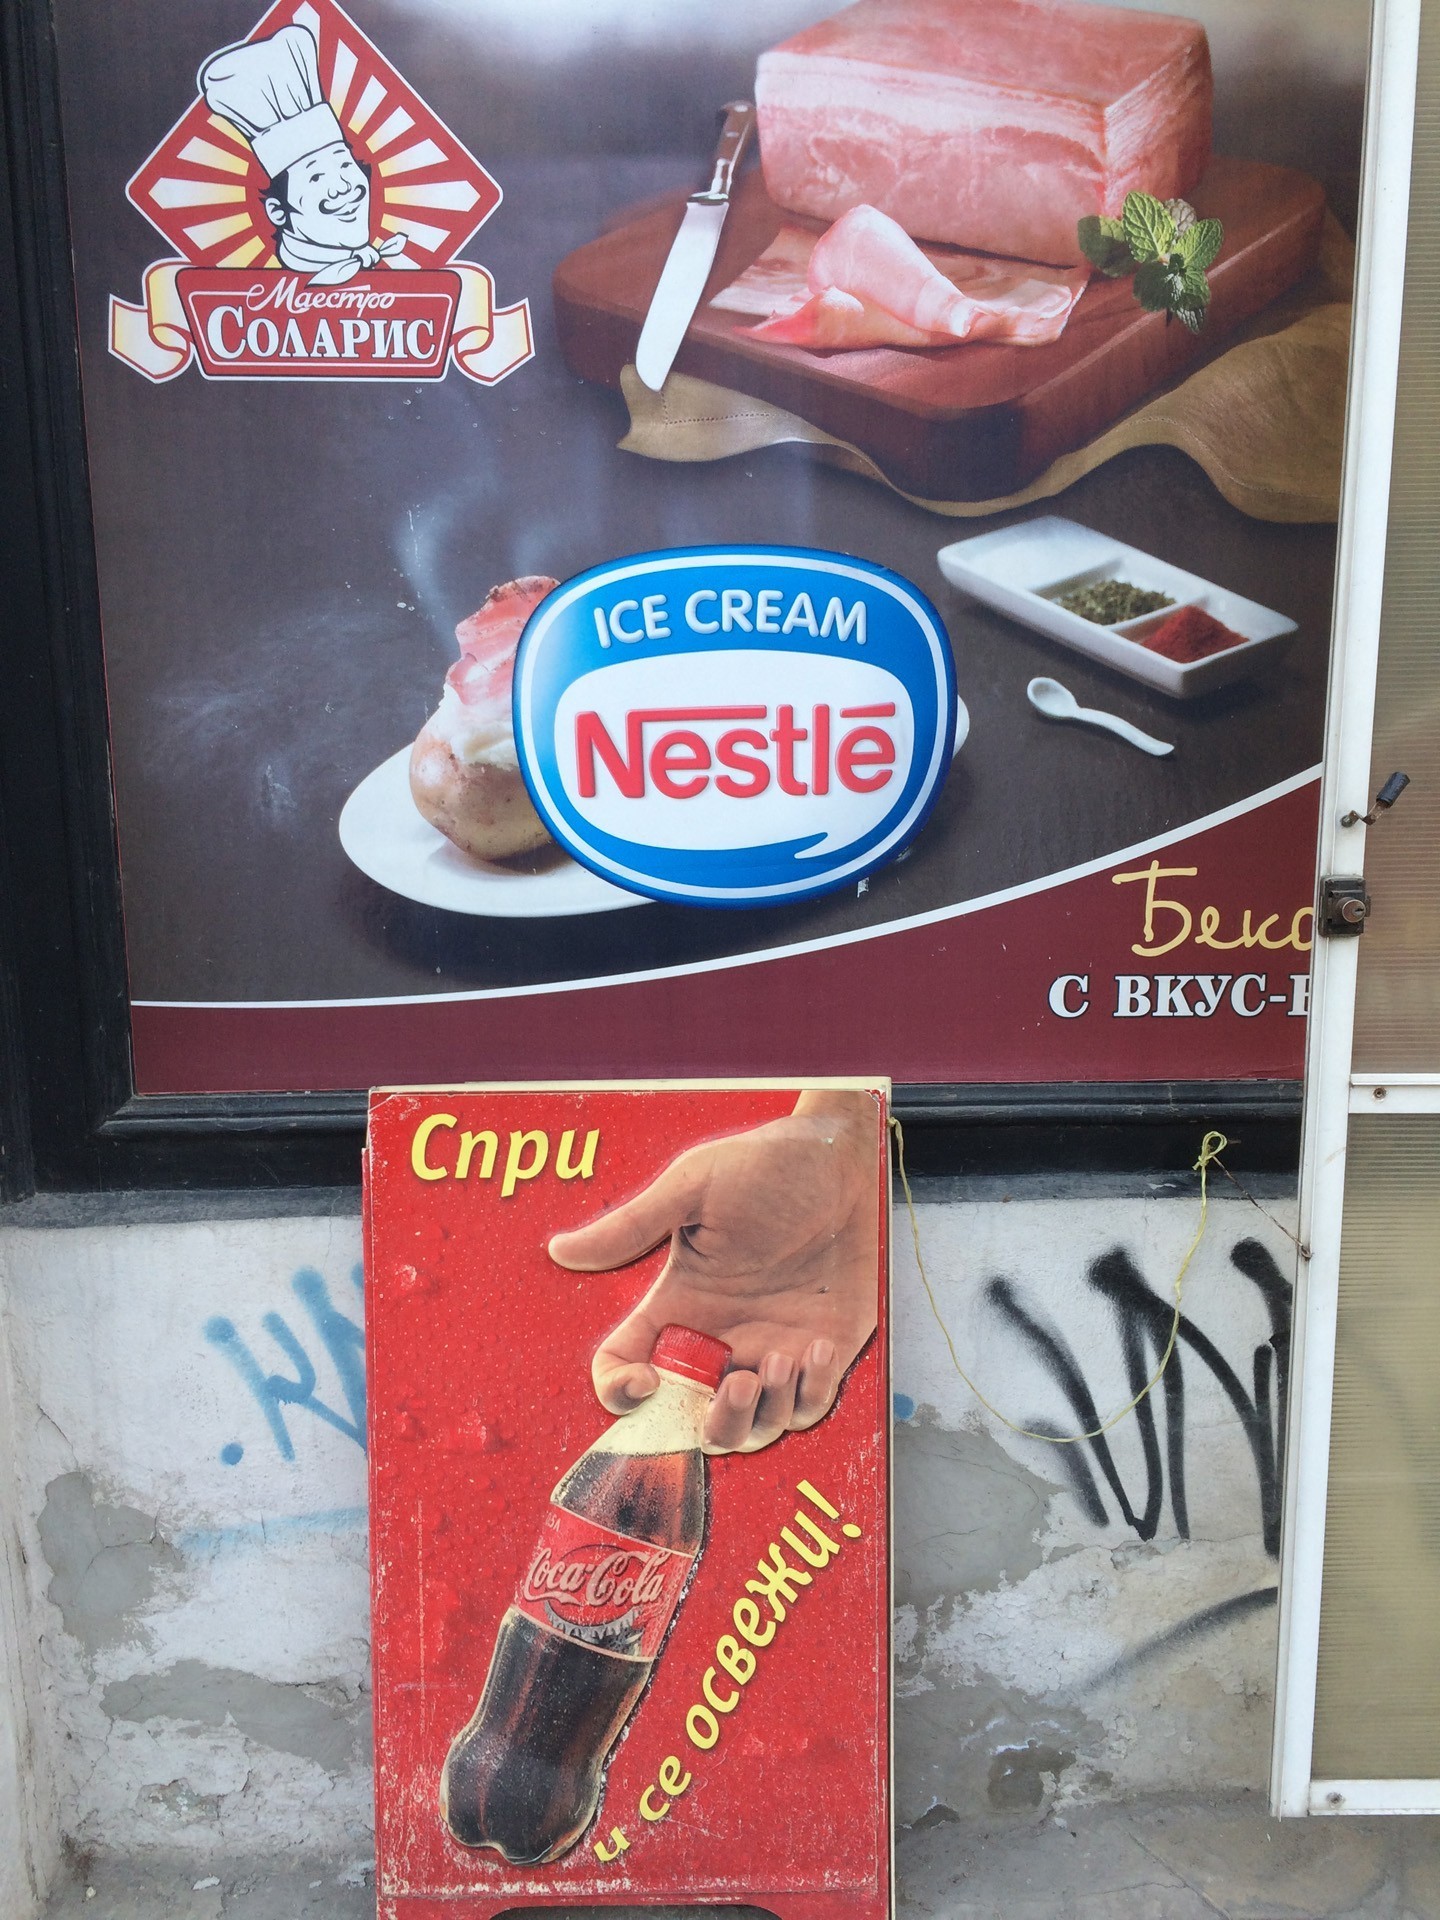 Маестро
СОЛАРИС
ICE CREAM
Nestlé
С ВКУС-
Спри
Coca-Cola
и се освежи!